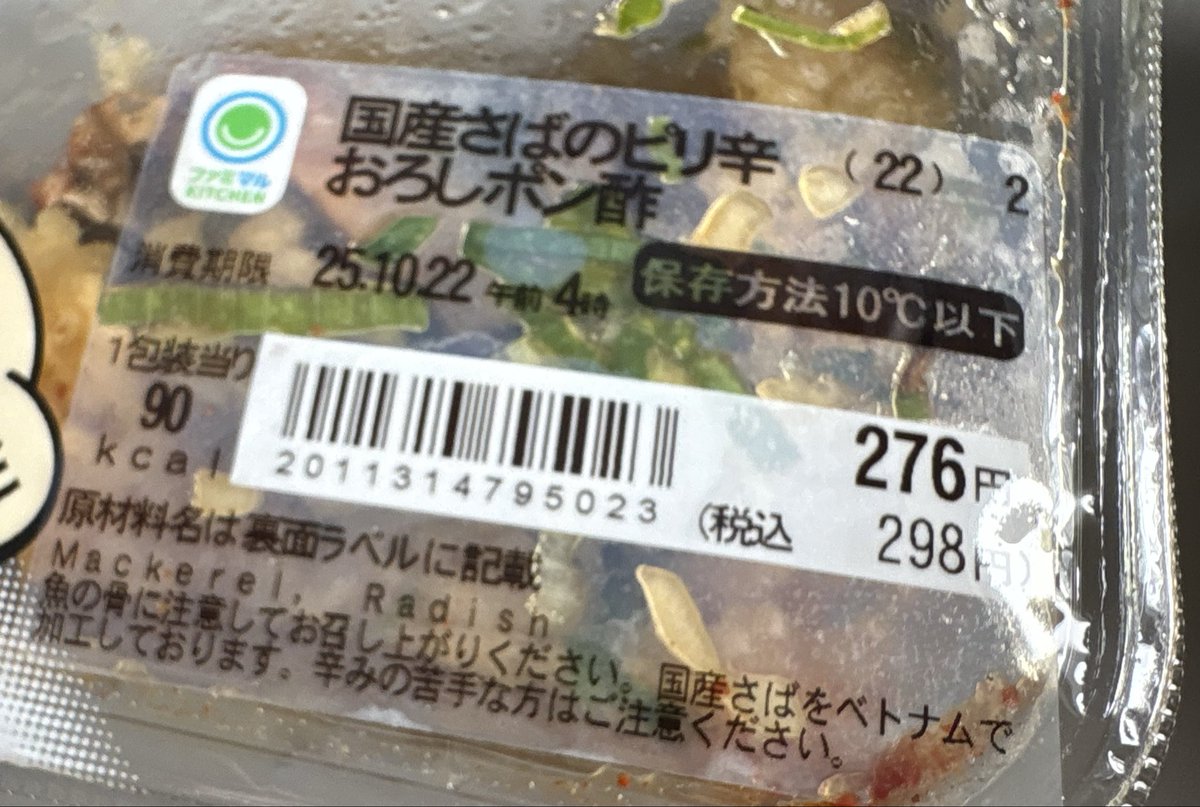 ファミマル
KITCHEN
国産さばのピリ辛
おろしポン酢
(22) 2
消費期限 25.10.22 午前 4時
保存方法10℃以下
1包装当り
90
kcal
2011314795023
276円
(税込 298円)
原材料名は裏面ラベルに記載
Mackerel, Radish
魚の骨に注意してお召し上がりください。国産さばをベトナムで
加工しております。辛みの苦手な方はご注意ください。